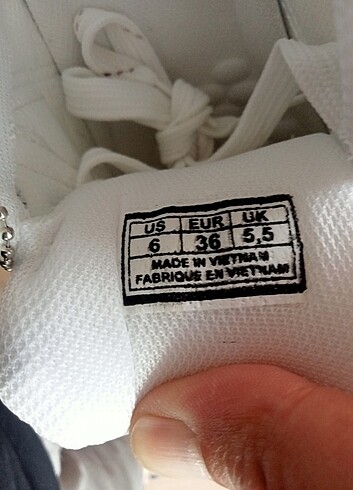 US EUR UK
6 36 5,5
MADE IN VIETNAM
FABRIQUE EN VIETNAM